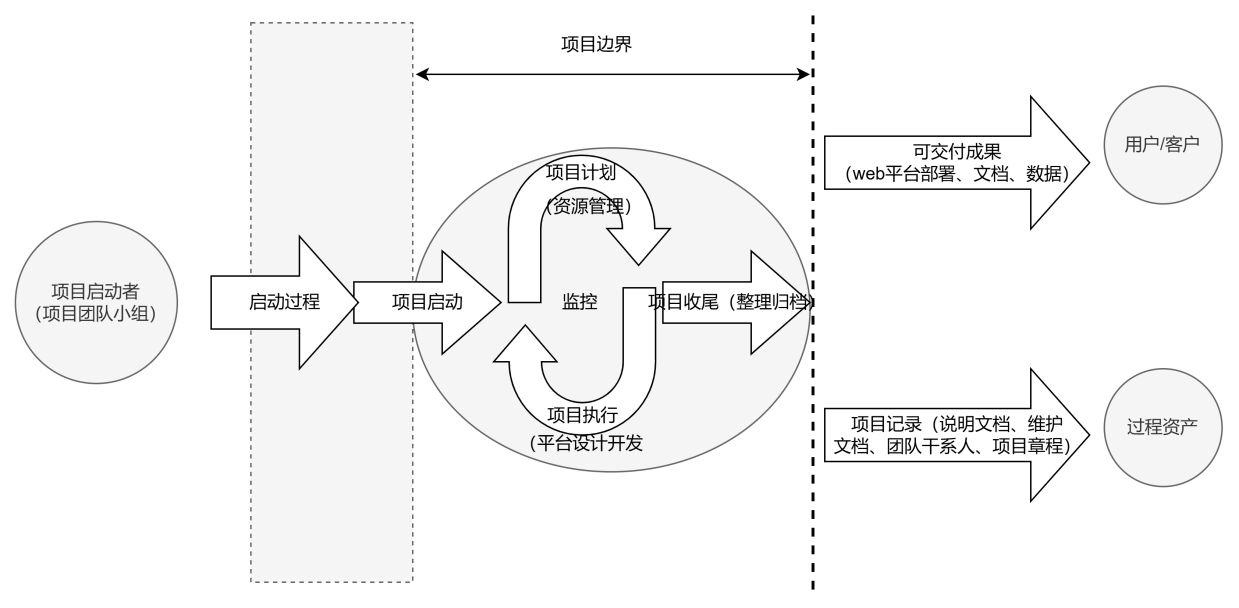 项目边界
项目启动者
（项目团队小组）
启动过程
项目启动
项目计划
（资源管理）
监控
项目执行
（平台设计开发
项目收尾（整理归档）
可交付成果
（web平台部署、文档、数据）
用户/客户
项目记录（说明文档、维护
文档、团队干系人、项目章程）
过程资产